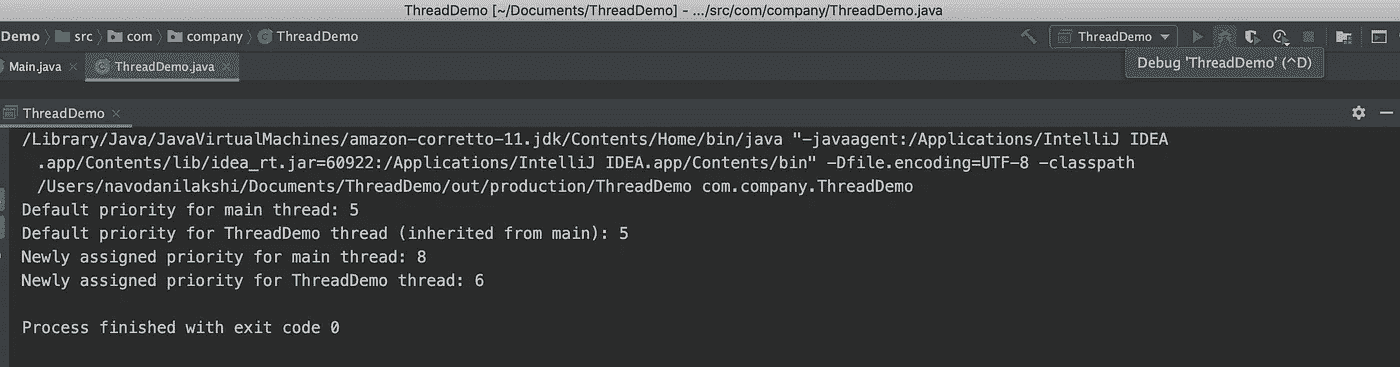 ThreadDemo [~/Documents/ThreadDemo] - .../src/com/company/ThreadDemo.java
Demo src com company ThreadDemo ThreadDemo
Main.java ThreadDemo.java
Debug 'ThreadDemo' (^D)
ThreadDemo
/Library/Java/JavaVirtualMachines/amazon-corretto-11.jdk/Contents/Home/bin/java "-javaagent:/Applications/IntelliJ IDEA
.app/Contents/lib/idea_rt.jar=60922:/Applications/IntelliJ IDEA.app/Contents/bin" -Dfile.encoding=UTF-8 -classpath
/Users/navodanilakshi/Documents/ThreadDemo/out/production/ThreadDemo com.company.ThreadDemo
Default priority for main thread: 5
Default priority for ThreadDemo thread (inherited from main): 5
Newly assigned priority for main thread: 8
Newly assigned priority for ThreadDemo thread: 6
Process finished with exit code 0